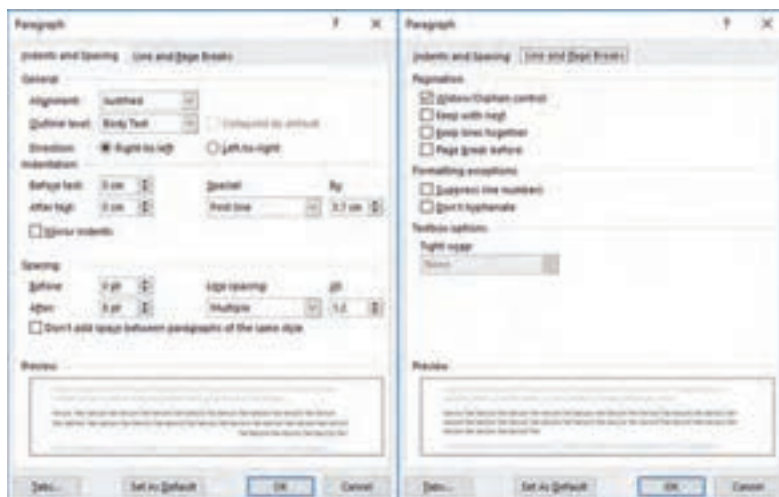 Paragraph ? X
Indents and Spacing Line and Page Breaks
General
Alignment: Justified
Outline level: Body Text Collapsed by default
Direction: Right-to-left Left-to-right
Indentation
Before text: 0 cm Special: By:
After text: 0 cm First line
Mirror indents
Spacing
Before: 0 pt Line spacing: At:
After: Multiple
Don't add space between paragraphs of the same style
Preview
Tabs... Set As Default OK Cancel
Paragraph ? X
Indents and Spacing Line and Page Breaks
Pagination
Widow/Orphan control
Keep with next
Keep lines together
Page break before
Formatting exceptions
Suppress line numbers
Don't hyphenate
Textbox options
Tight wrap:
None
Preview
Tabs... Set As Default OK Cancel